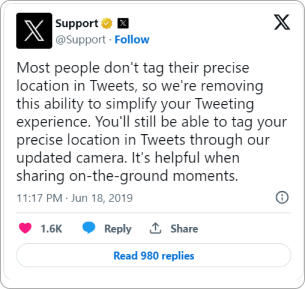 Support
@Support · Follow
Most people don't tag their precise
location in Tweets, so we're removing
this ability to simplify your Tweeting
experience. You'll still be able to tag your
precise location in Tweets through our
updated camera. It's helpful when
sharing on-the-ground moments.
11:17 PM · Jun 18, 2019
1.6K Reply Share
Read 980 replies